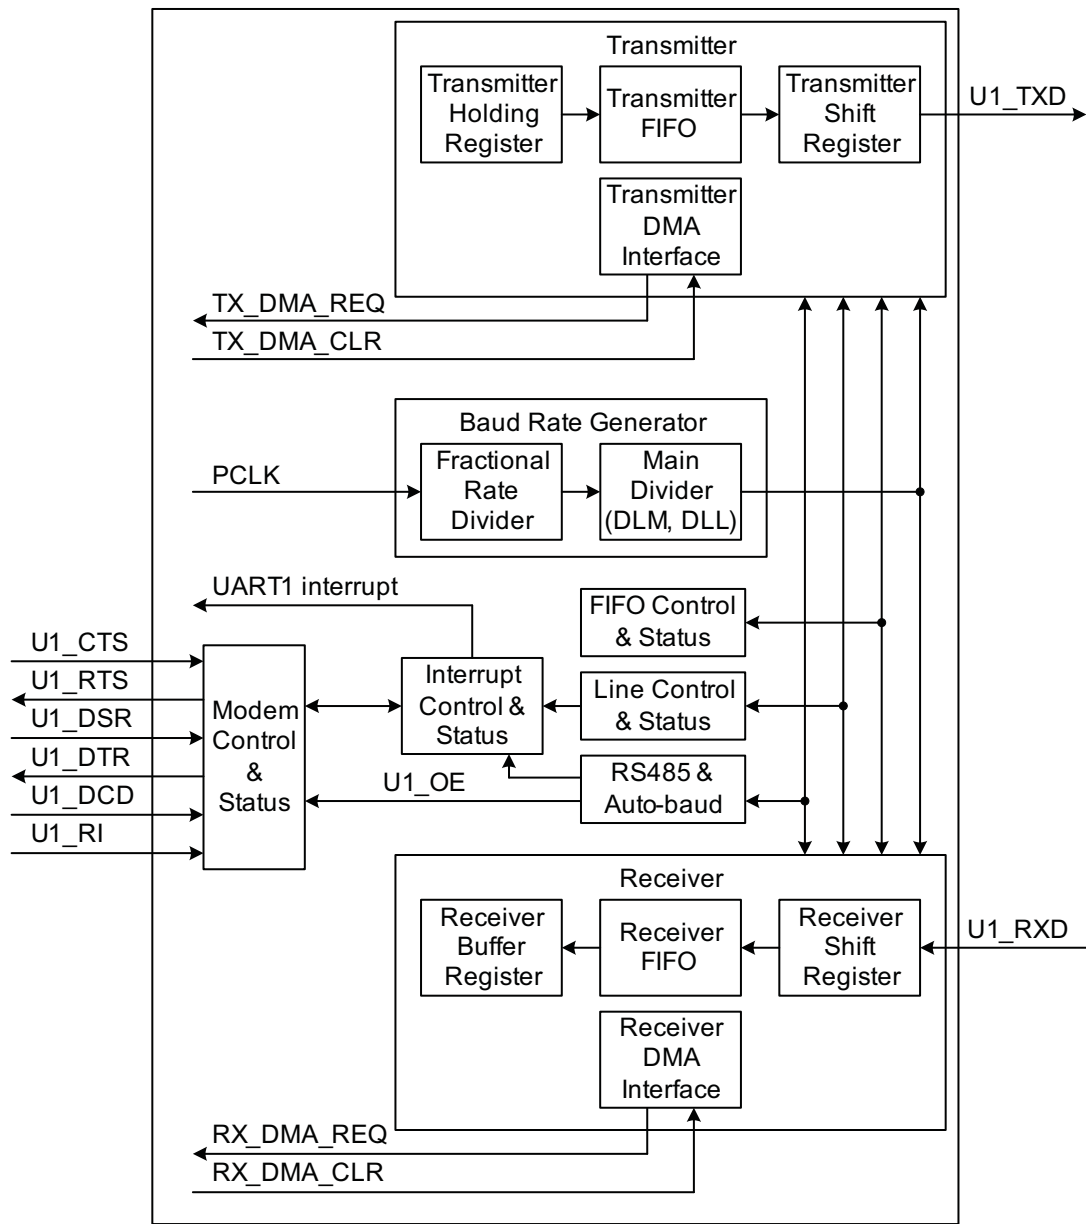 Transmitter
Transmitter
Holding
Register
Transmitter
FIFO
Transmitter
Shift
Register
U1_TXD
Transmitter
DMA
Interface
TX_DMA_REQ
TX_DMA_CLR
Baud Rate Generator
PCLK
Fractional
Rate
Divider
Main
Divider
(DLM, DLL)
UART1 interrupt
FIFO Control
& Status
U1_CTS
U1_RTS
U1_DSR
U1_DTR
U1_DCD
U1_RI
Modem
Control
&
Status
Interrupt
Control &
Status
Line Control
& Status
U1_OE
RS485 &
Auto-baud
Receiver
Receiver
Buffer
Register
Receiver
FIFO
Receiver
Shift
Register
U1_RXD
Receiver
DMA
Interface
RX_DMA_REQ
RX_DMA_CLR